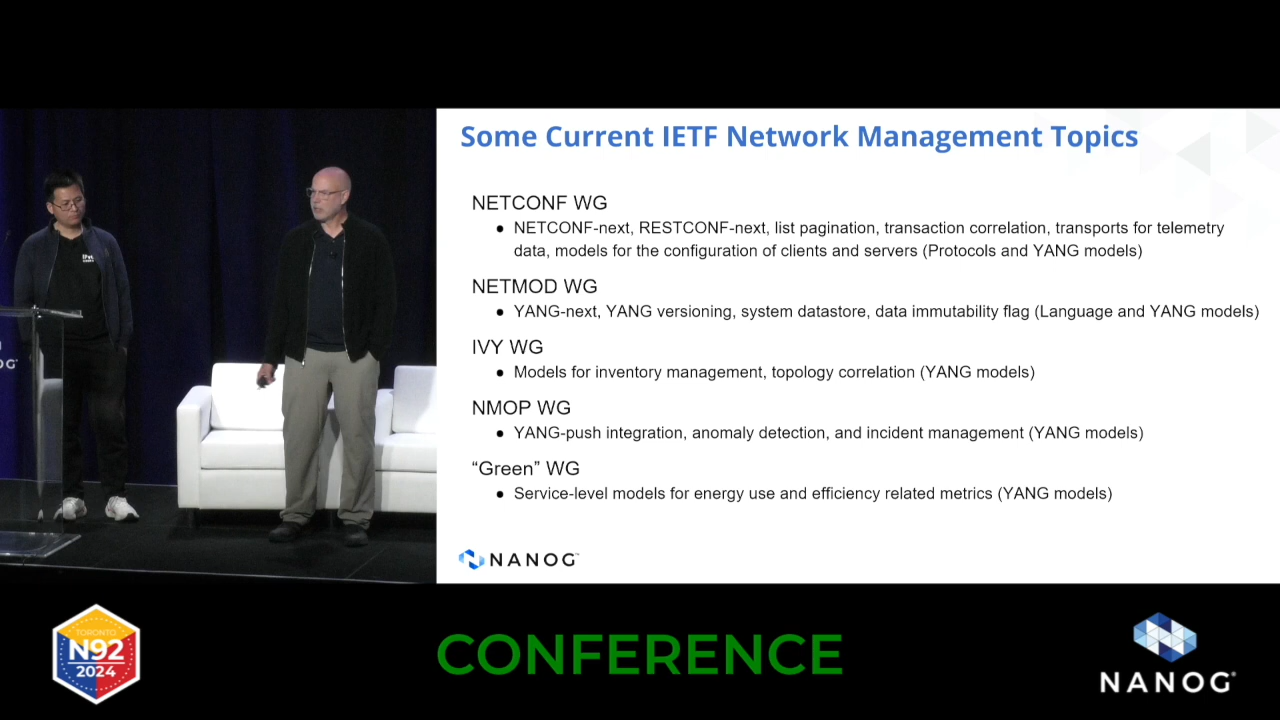 Some Current IETF Network Management Topics
NETCONF WG
● NETCONF-next, RESTCONF-next, list pagination, transaction correlation, transports for telemetry
data, models for the configuration of clients and servers (Protocols and YANG models)
NETMOD WG
● YANG-next, YANG versioning, system datastore, data immutability flag (Language and YANG models)
IVY WG
● Models for inventory management, topology correlation (YANG models)
NMOP WG
● YANG-push integration, anomaly detection, and incident management (YANG models)
“Green” WG
● Service-level models for energy use and efficiency related metrics (YANG models)
NANOG™
TORONTO
N92
2024
CONFERENCE
NANOG®